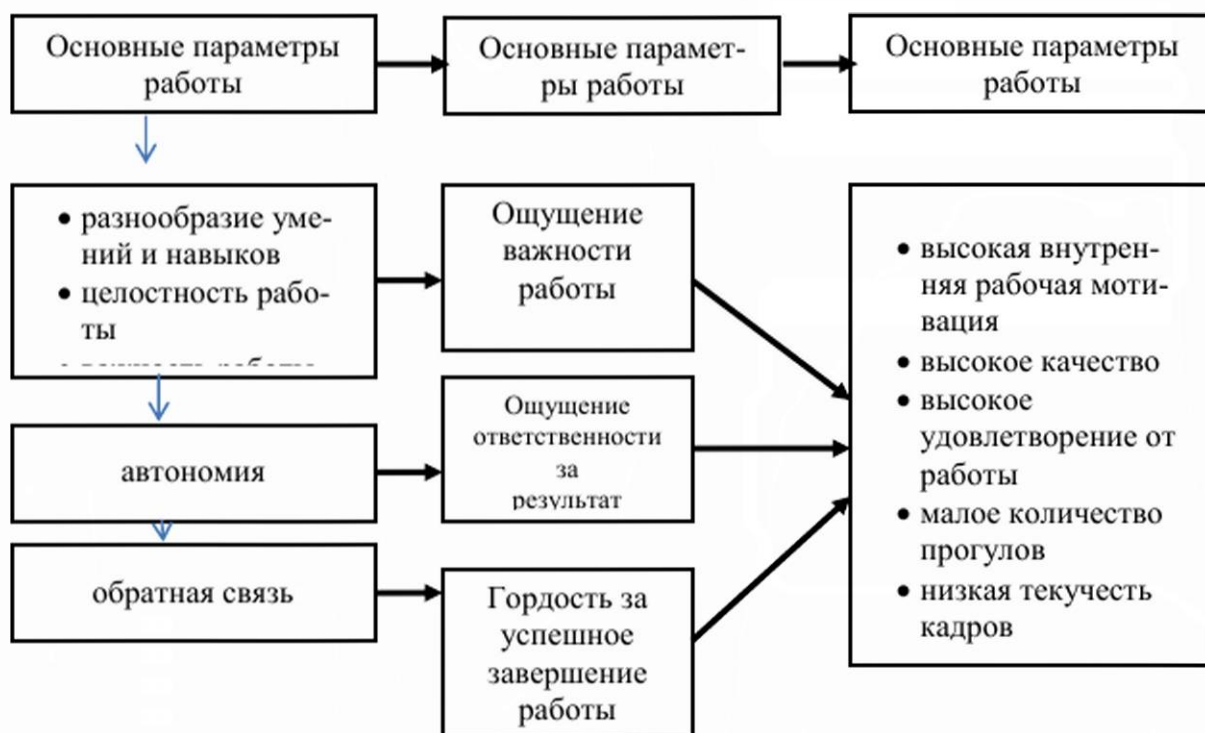 Основные параметры
работы
Основные парамет-
ры работы
Основные параметры
работы
• разнообразие уме-
ний и навыков
• целостность рабо-
ты
Ощущение
важности
работы
• высокая внутрен-
няя рабочая моти-
вация
• высокое качество
• высокое
удовлетворение от
работы
• малое количество
прогулов
• низкая текучесть
кадров
автономия
Ощущение
ответственности
за
результат
обратная связь
Гордость за
успешное
завершение
работы